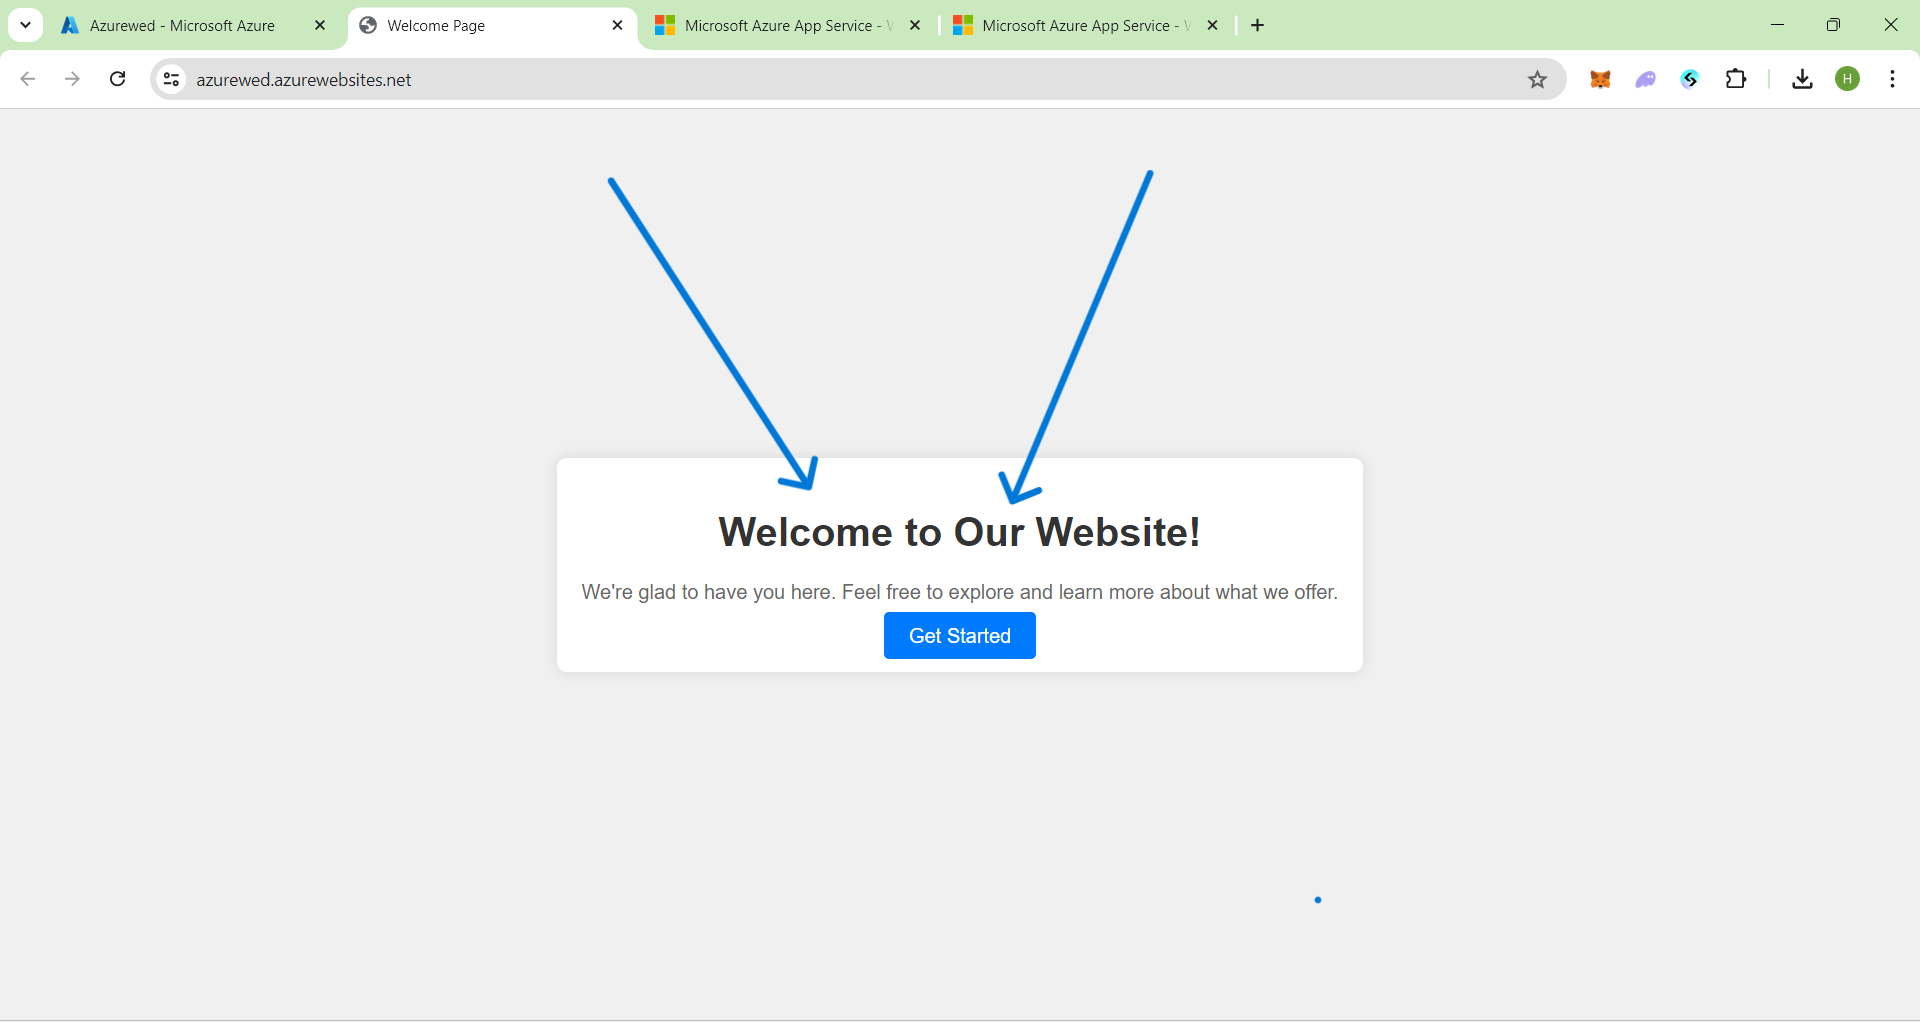 Azurewed - Microsoft Azure
Welcome Page
Microsoft Azure App Service -
Microsoft Azure App Service -
azurewed.azurewebsites.net
H
Welcome to Our Website!
We're glad to have you here. Feel free to explore and learn more about what we offer.
Get Started